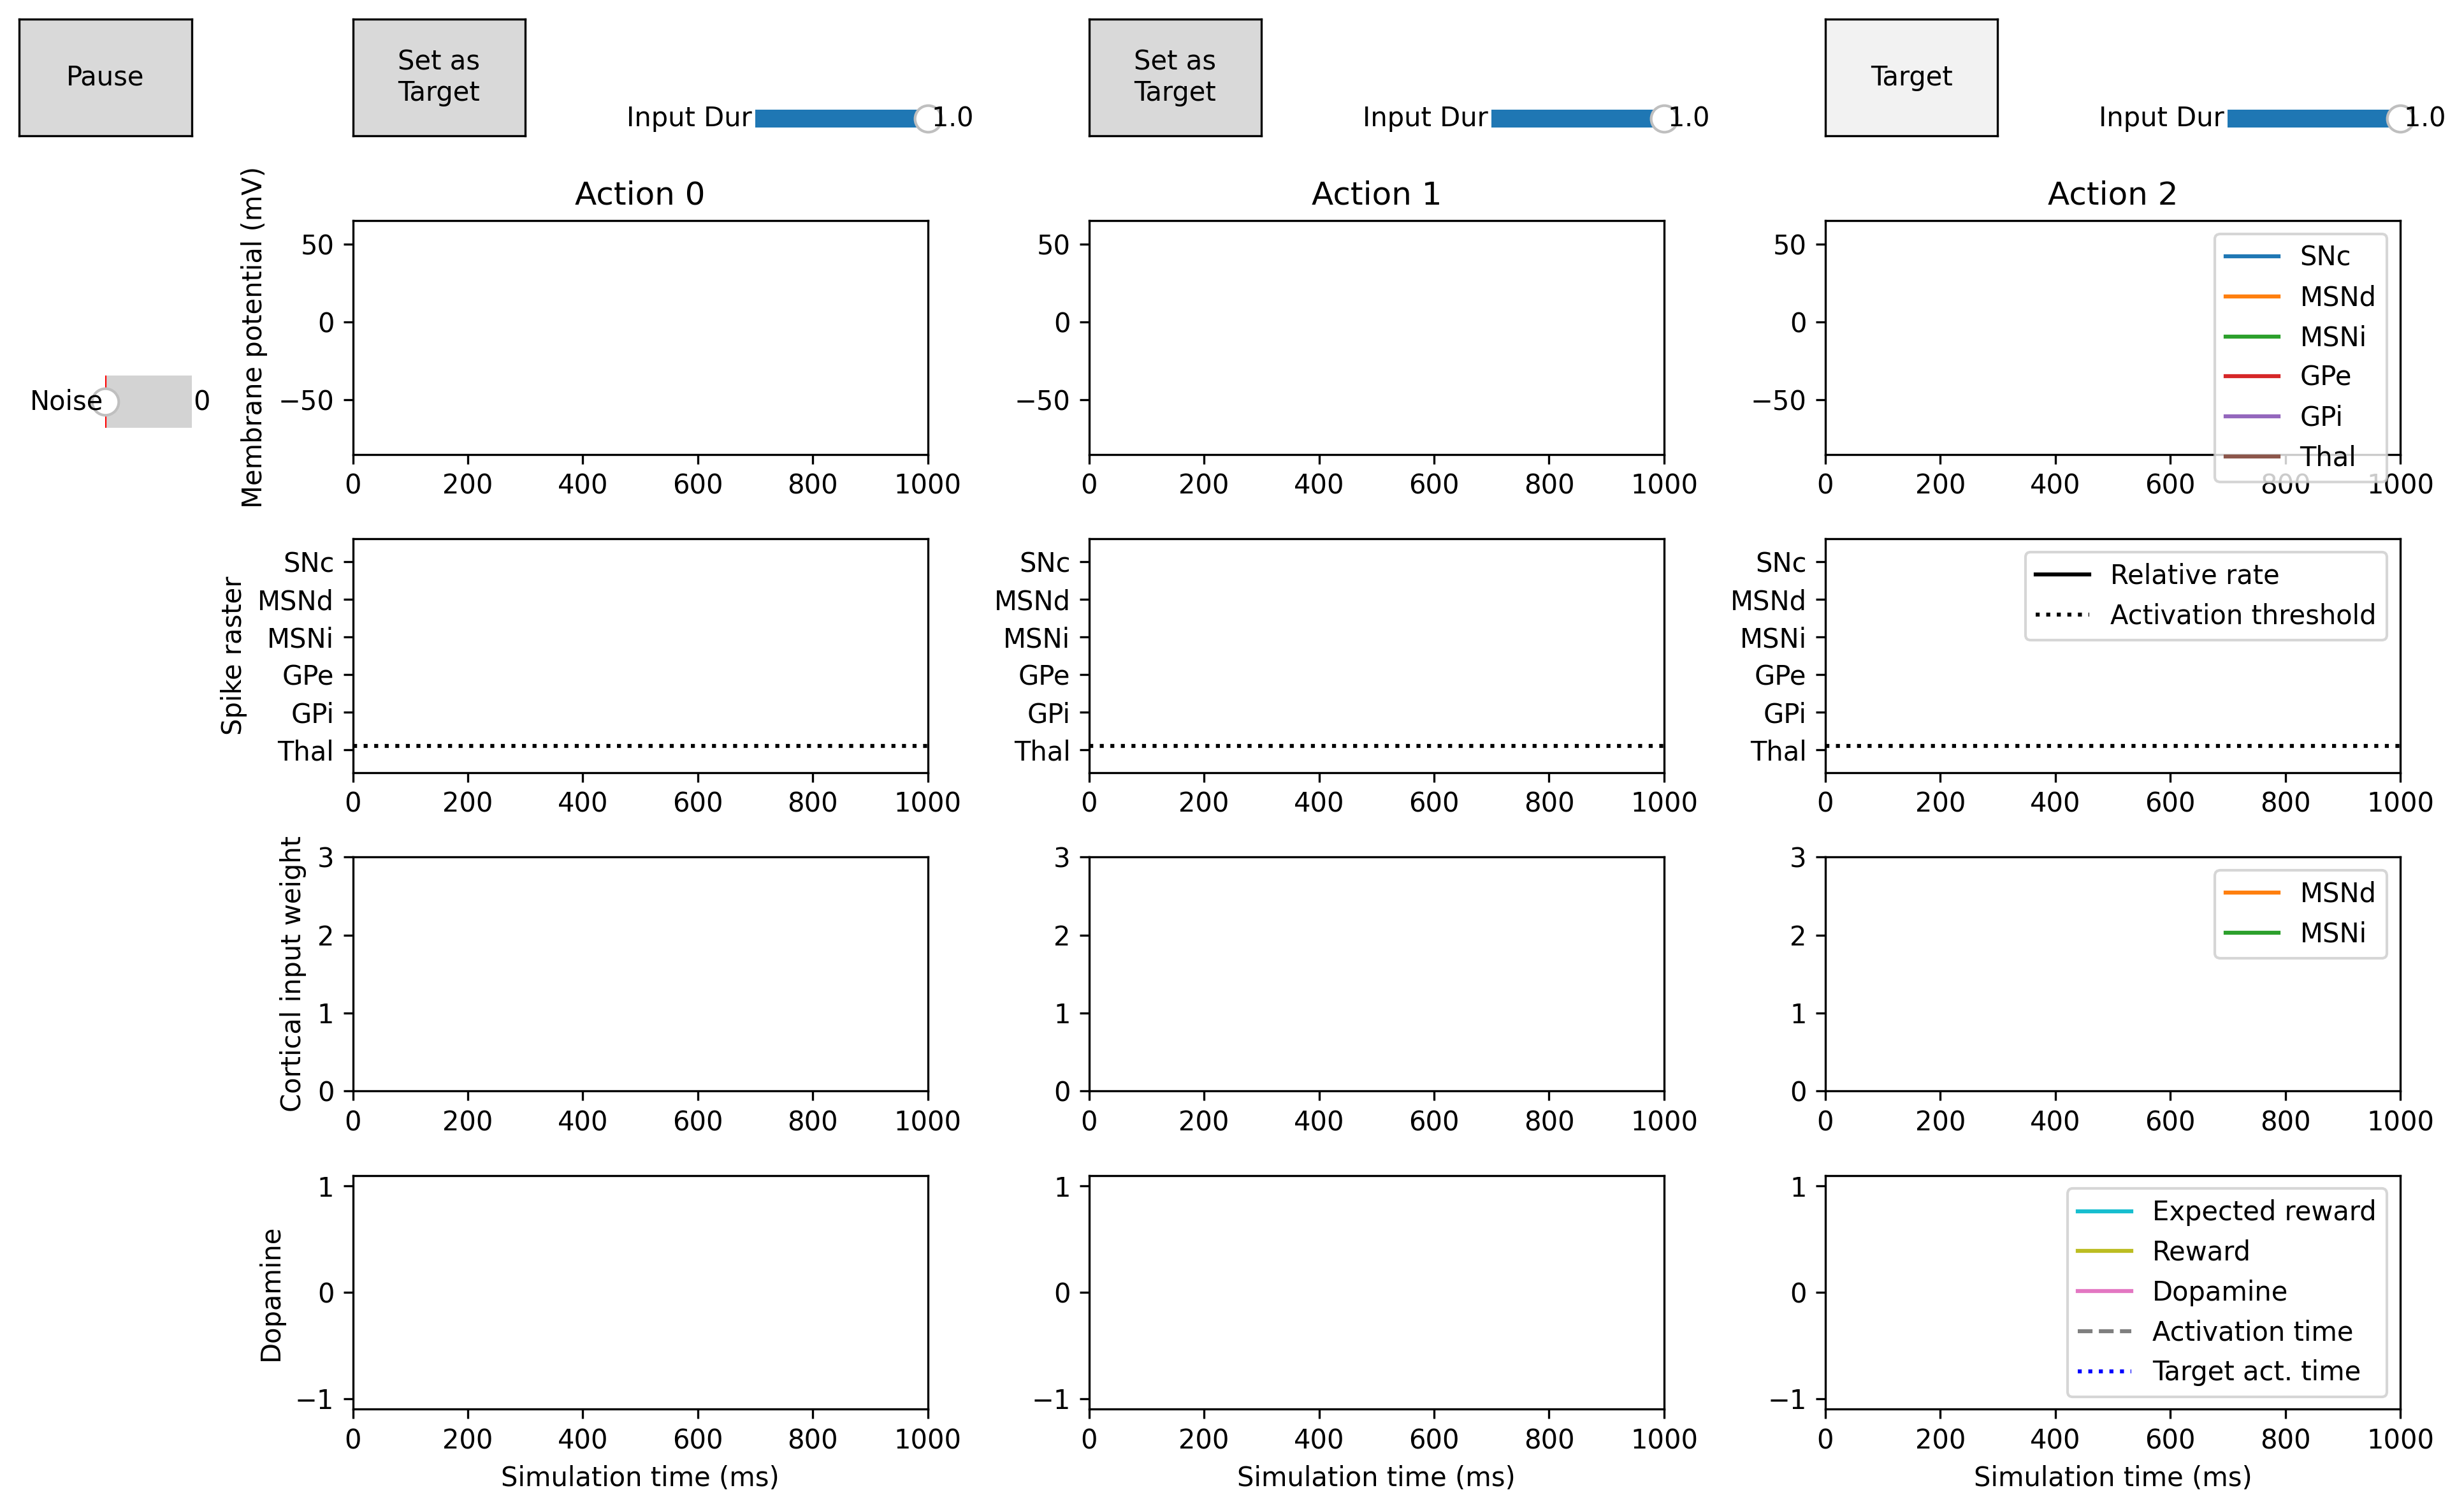 Pause
Set as
Target
Input Dur 1.0
Set as
Target
Input Dur 1.0
Target
Input Dur 1.0
Noise 0
Action 0
Membrane potential (mV)
50
0
−50
0 200 400 600 800 1000
Action 1
50
0
−50
0 200 400 600 800 1000
Action 2
50
0
−50
0 200 400 600 800 1000
SNc
MSNd
MSNi
GPe
GPi
Thal
Spike raster
SNc
MSNd
MSNi
GPe
GPi
Thal
0 200 400 600 800 1000
SNc
MSNd
MSNi
GPe
GPi
Thal
0 200 400 600 800 1000
SNc
MSNd
MSNi
GPe
GPi
Thal
0 200 400 600 800 1000
Relative rate
Activation threshold
Cortical input weight
3
2
1
0
0 200 400 600 800 1000
3
2
1
0
0 200 400 600 800 1000
3
2
1
0
0 200 400 600 800 1000
MSNd
MSNi
Dopamine
1
0
−1
0 200 400 600 800 1000
Simulation time (ms)
1
0
−1
0 200 400 600 800 1000
Simulation time (ms)
1
0
−1
0 200 400 600 800 1000
Simulation time (ms)
Expected reward
Reward
Dopamine
Activation time
Target act. time